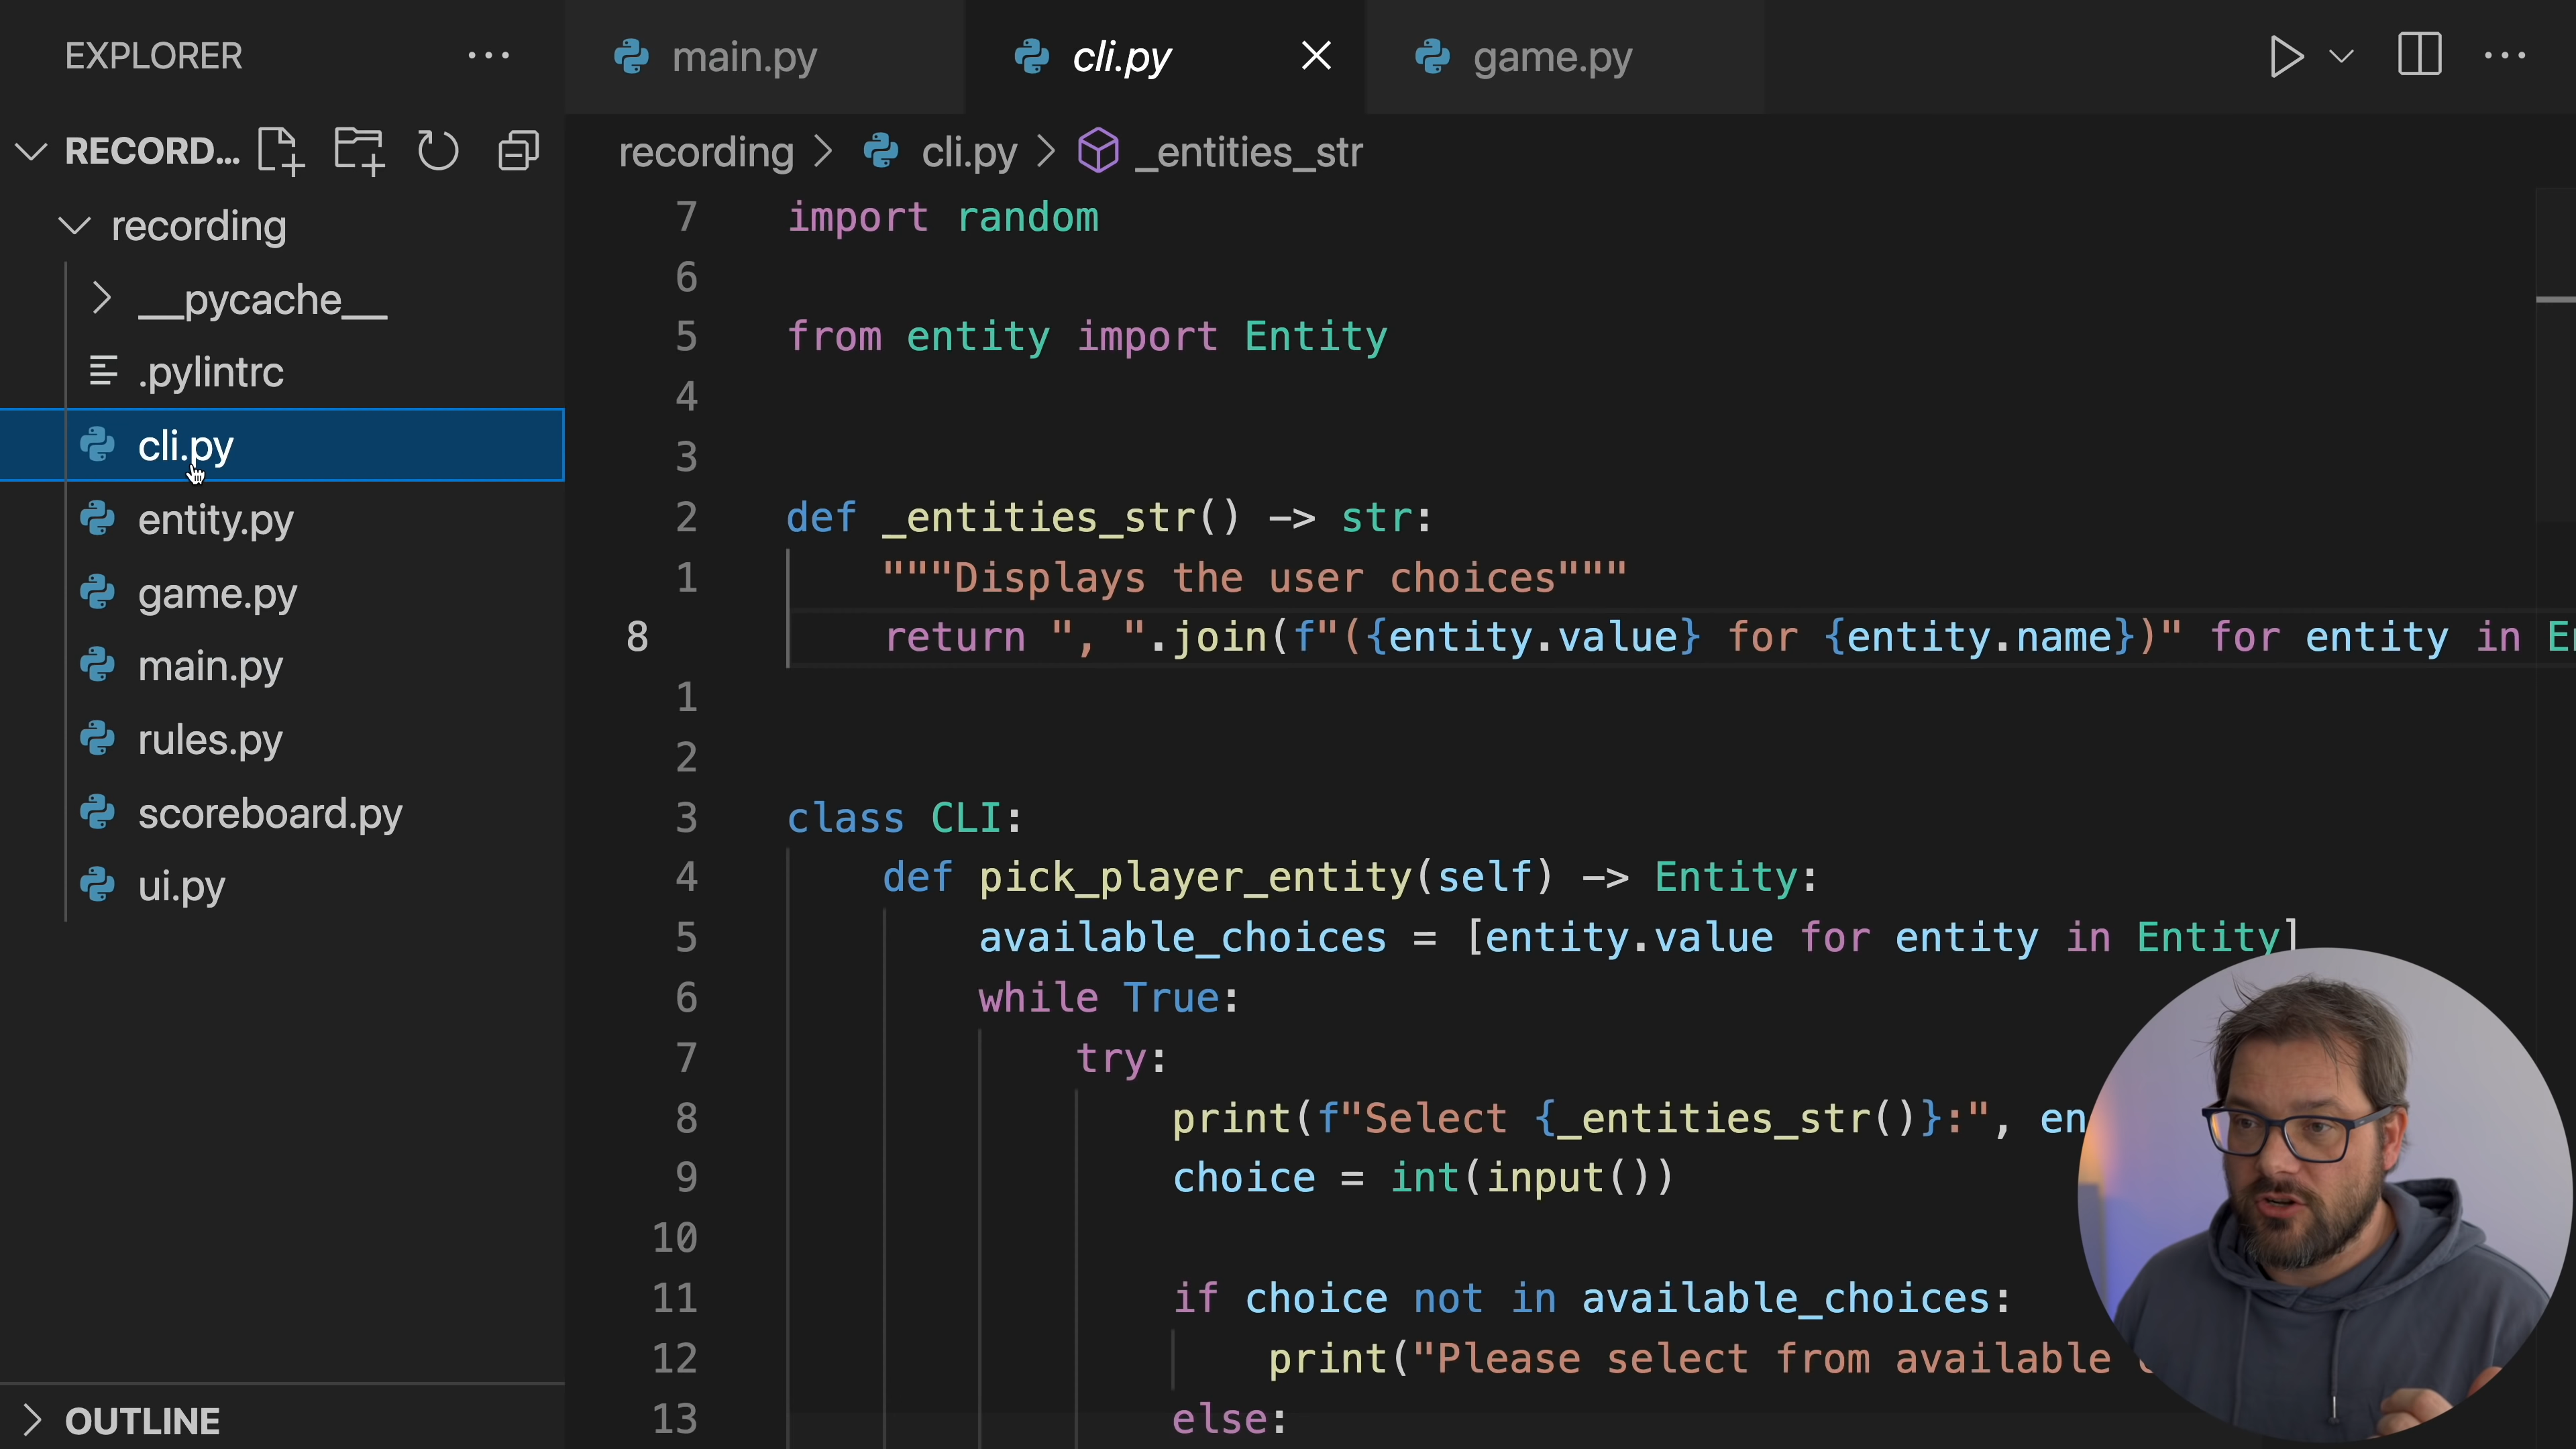 EXPLORER
main.py
cli.py
game.py
RECORD...
recording
__pycache__
.pylintrc
cli.py
entity.py
game.py
main.py
rules.py
scoreboard.py
ui.py
OUTLINE
recording > cli.py > _entities_str
7 import random
6
5 from entity import Entity
4
3
2 def _entities_str() -> str:
1 """Displays the user choices"""
8 return ", ".join(f"({entity.value} for {entity.name})" for entity in
1
2
3 class CLI:
4 def pick_player_entity(self) -> Entity:
5 available_choices = [entity.value for entity in Entity]
6 while True:
7 try:
8 print(f"Select {_entities_str()}:", en
9 choice = int(input())
10
11 if choice not in available_choices:
12 print("Please select from available
13 else: